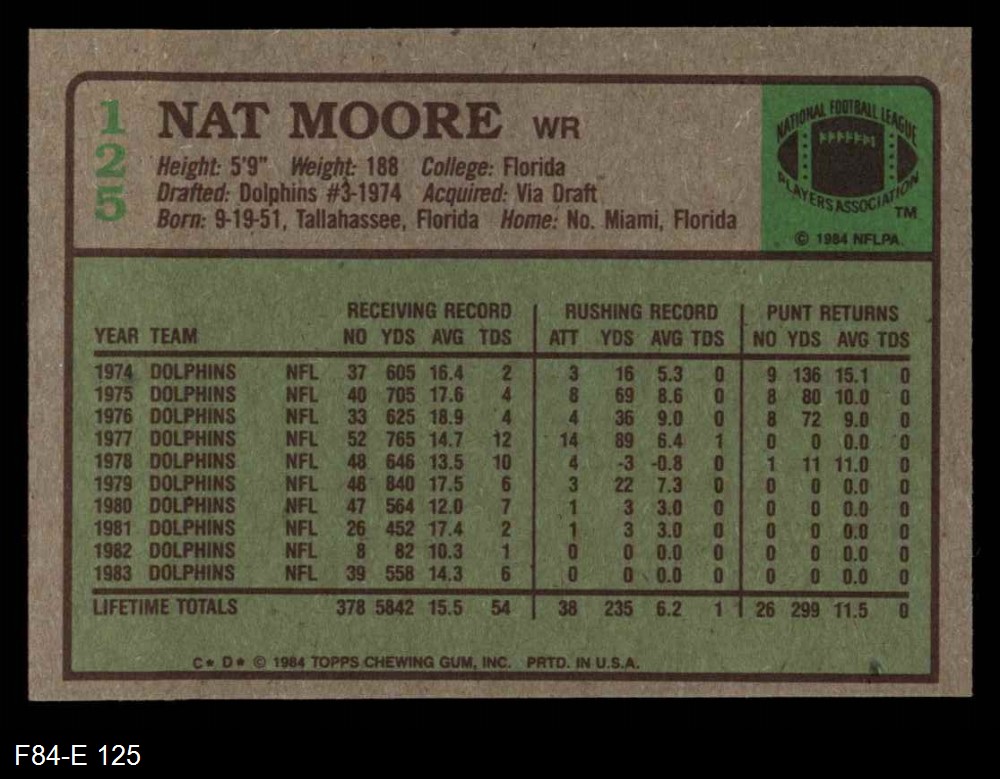 125
NAT MOORE WR
Height: 5'9" Weight: 188 College: Florida
Drafted: Dolphins #3-1974 Acquired: Via Draft
Born: 9-19-51, Tallahassee, Florida Home: No. Miami, Florida
NATIONAL FOOTBALL LEAGUE
PLAYERS ASSOCIATION
TM
© 1984 NFLPA
RECEIVING RECORD RUSHING RECORD PUNT RETURNS
YEAR TEAM NO YDS AVG TDS ATT YDS AVG TDS NO YDS AVG TDS
1974 DOLPHINS NFL 37 605 16.4 2 3 16 5.3 0 9 136 15.1 0
1975 DOLPHINS NFL 40 705 17.6 4 8 69 8.6 0 8 80 10.0 0
1976 DOLPHINS NFL 33 625 18.9 4 4 36 9.0 0 8 72 9.0 0
1977 DOLPHINS NFL 52 765 14.7 12 14 89 6.4 1 0 0 0.0 0
1978 DOLPHINS NFL 48 646 13.5 10 4 -3 -0.8 0 1 11 11.0 0
1979 DOLPHINS NFL 48 840 17.5 6 3 22 7.3 0 0 0 0.0 0
1980 DOLPHINS NFL 47 564 12.0 7 1 3 3.0 0 0 0 0.0 0
1981 DOLPHINS NFL 26 452 17.4 2 1 3 3.0 0 0 0 0.0 0
1982 DOLPHINS NFL 8 82 10.3 1 0 0 0.0 0 0 0 0.0 0
1983 DOLPHINS NFL 39 558 14.3 6 0 0 0.0 0 0 0 0.0 0
LIFETIME TOTALS 378 5842 15.5 54 38 235 6.2 1 26 299 11.5 0
C* D* © 1984 TOPPS CHEWING GUM, INC. PRTD. IN U.S.A.
F84-E 125